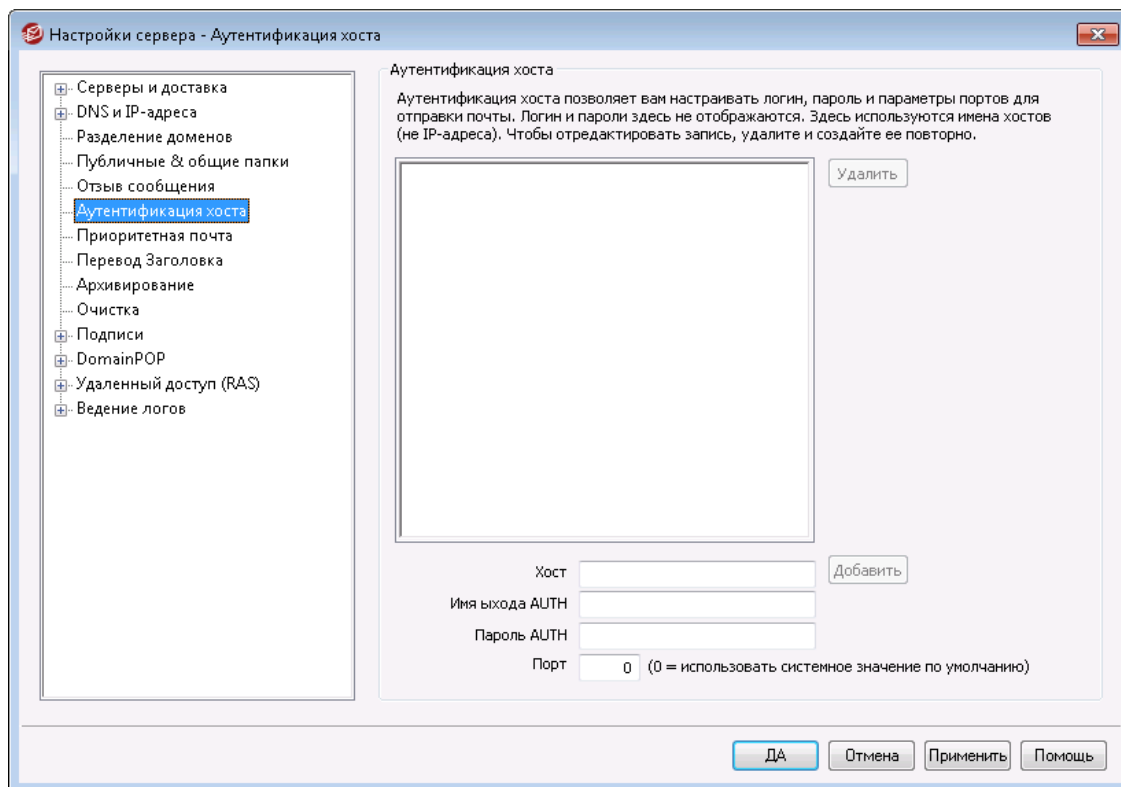 Настройки сервера - Аутентификация хоста
Серверы и доставка
DNS и IP-адреса
Разделение доменов
Публичные & общие папки
Отзыв сообщения
Аутентификация хоста
Приоритетная почта
Перевод Заголовка
Архивирование
Очистка
Подписи
DomainPOP
Удаленный доступ (RAS)
Ведение логов
Аутентификация хоста
Аутентификация хоста позволяет вам настраивать логин, пароль и параметры портов для
отправки почты. Логин и пароли здесь не отображаются. Здесь используются имена хостов
(не IP-адреса). Чтобы отредактировать запись, удалите и создайте ее повторно.
Удалить
Хост
Добавить
Имя ыхода AUTH
Пароль AUTH
Порт 0 (0 = использовать системное значение по умолчанию)
ДА Отмена Применить Помощь